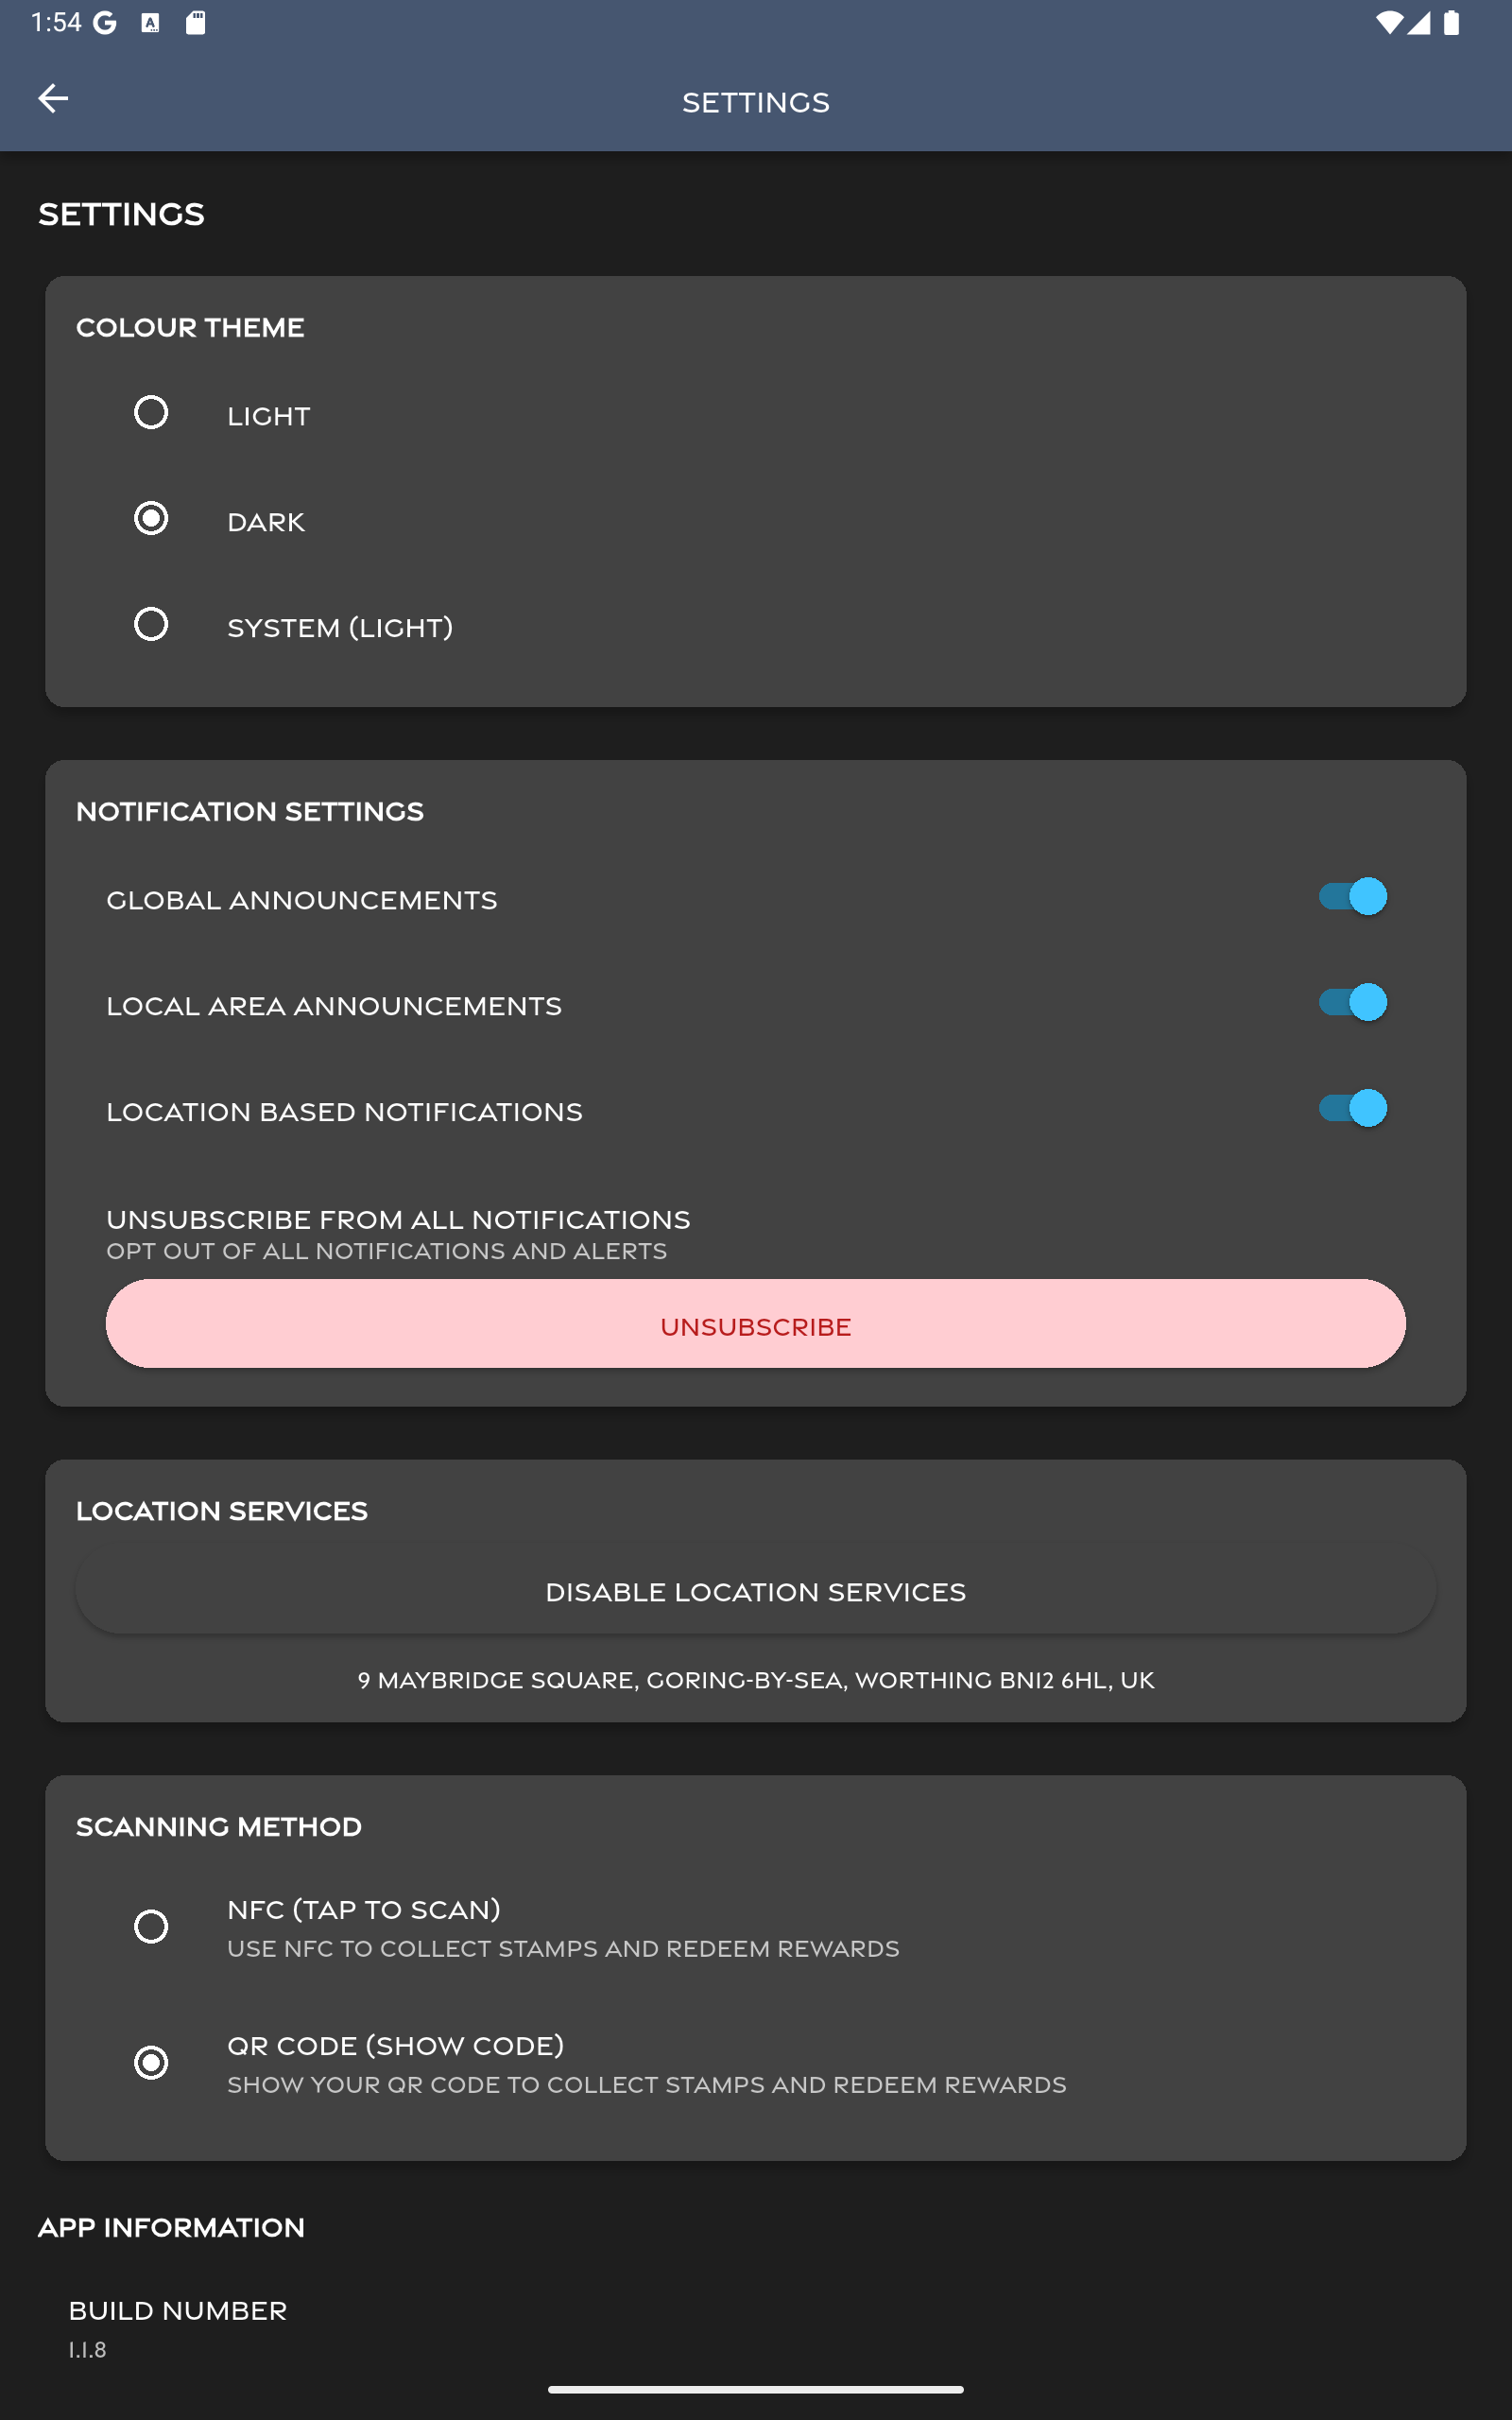 1:54
SETTINGS
SETTINGS
COLOUR THEME
LIGHT
DARK
SYSTEM (LIGHT)
NOTIFICATION SETTINGS
GLOBAL ANNOUNCEMENTS
LOCAL AREA ANNOUNCEMENTS
LOCATION BASED NOTIFICATIONS
UNSUBSCRIBE FROM ALL NOTIFICATIONS
OPT OUT OF ALL NOTIFICATIONS AND ALERTS
UNSUBSCRIBE
LOCATION SERVICES
DISABLE LOCATION SERVICES
9 MAYBRIDGE SQUARE, GORING-BY-SEA, WORTHING BN12 6HL, UK
SCANNING METHOD
NFC (TAP TO SCAN)
USE NFC TO COLLECT STAMPS AND REDEEM REWARDS
QR CODE (SHOW CODE)
SHOW YOUR QR CODE TO COLLECT STAMPS AND REDEEM REWARDS
APP INFORMATION
BUILD NUMBER
1.1.8